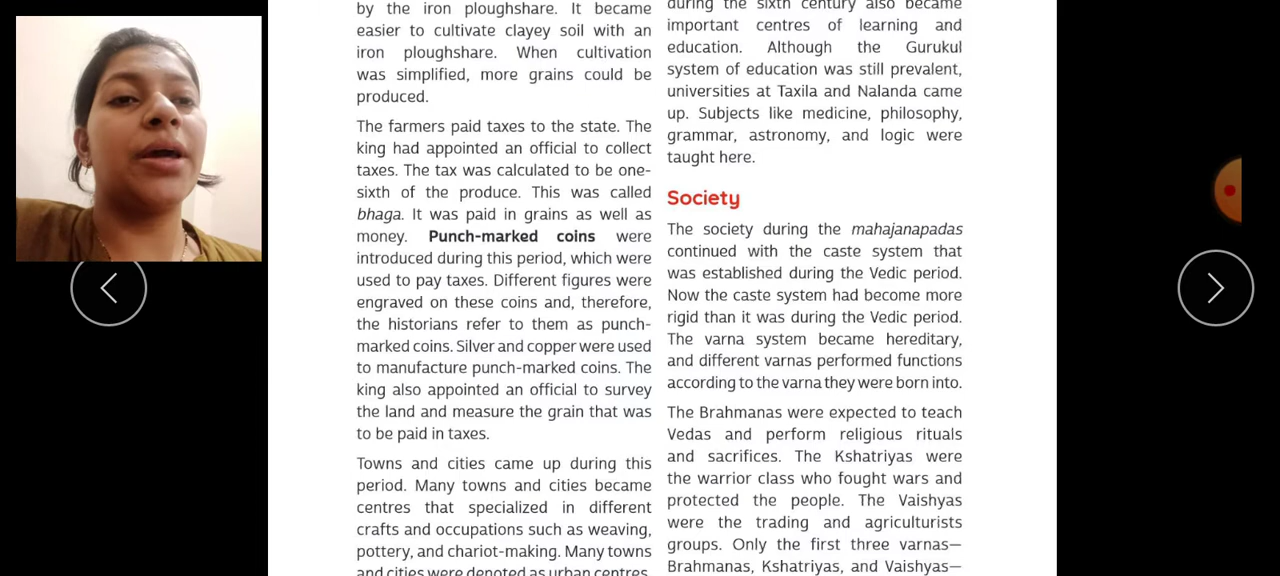 by the iron ploughshare. It became
easier to cultivate clayey soil with an
iron ploughshare. When cultivation
was simplified, more grains could be
produced.
The farmers paid taxes to the state. The
king had appointed an official to collect
taxes. The tax was calculated to be one-
sixth of the produce. This was called
bhaga. It was paid in grains as well as
money. Punch-marked coins were
introduced during this period, which were
used to pay taxes. Different figures were
engraved on these coins and, therefore,
the historians refer to them as punch-
marked coins. Silver and copper were used
to manufacture punch-marked coins. The
king also appointed an official to survey
the land and measure the grain that was
to be paid in taxes.
Towns and cities came up during this
period. Many towns and cities became
centres that specialized in different
crafts and occupations such as weaving,
pottery, and chariot-making. Many towns
and cities were denoted as urban centres.
during the sixth century also became
important centres of learning and
education. Although the Gurukul
system of education was still prevalent,
universities at Taxila and Nalanda came
up. Subjects like medicine, philosophy,
grammar, astronomy, and logic were
taught here.
Society
The society during the mahajanapadas
continued with the caste system that
was established during the Vedic period.
Now the caste system had become more
rigid than it was during the Vedic period.
The varna system became hereditary,
and different varnas performed functions
according to the varna they were born into.
The Brahmanas were expected to teach
Vedas and perform religious rituals
and sacrifices. The Kshatriyas were
the warrior class who fought wars and
protected the people. The Vaishyas
were the trading and agriculturists
groups. Only the first three varnas—
Brahmanas, Kshatriyas, and Vaishyas—